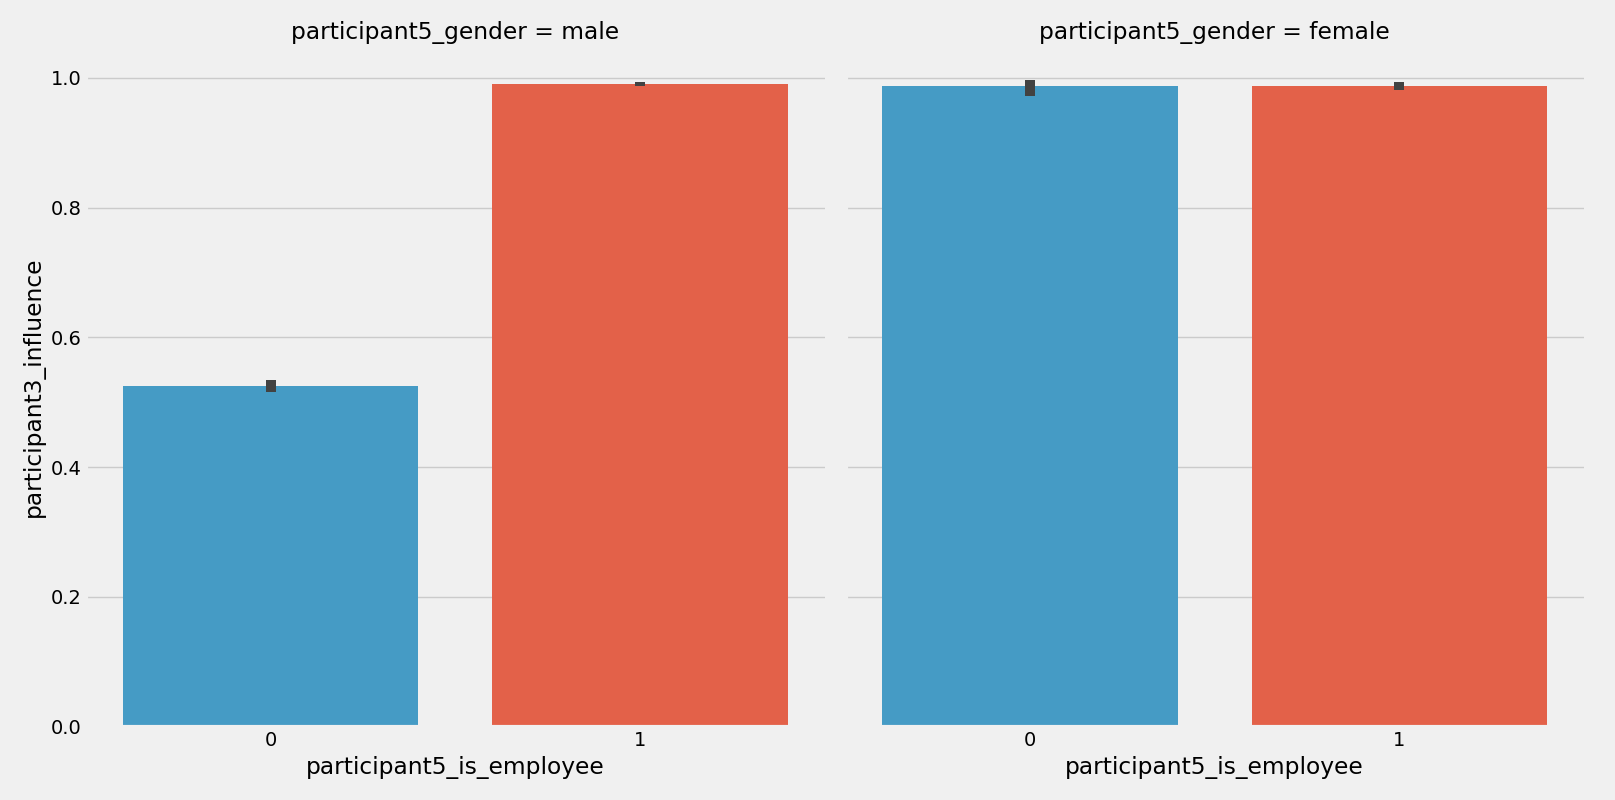 participant5_gender = male
participant5_gender = female
participant3_influence
1.0
0.8
0.6
0.4
0.2
0.0
0
1
0
1
participant5_is_employee
participant5_is_employee